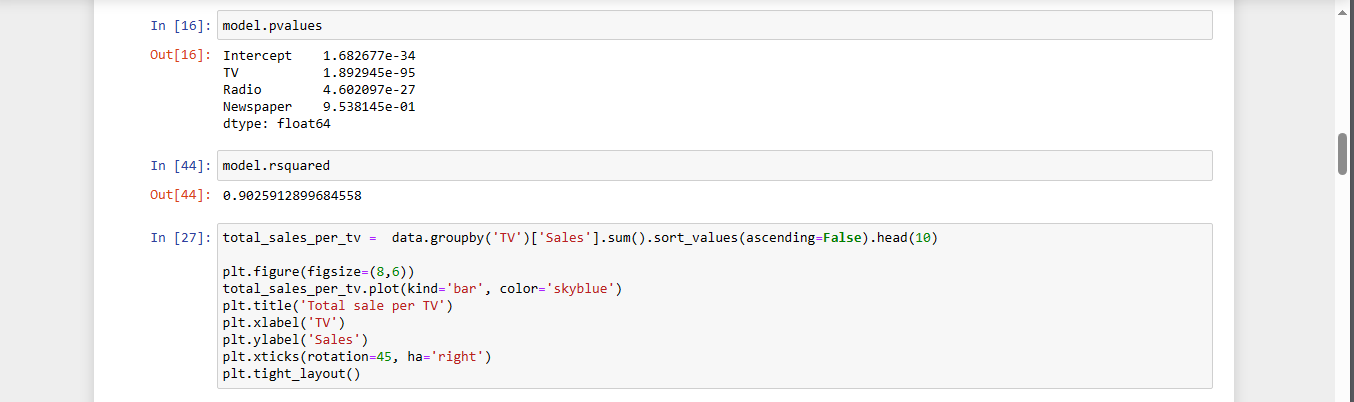 In [16]: model.pvalues
Out[16]: Intercept    1.682677e-34
TV           1.892945e-95
Radio        4.602097e-27
Newspaper    9.538145e-01
dtype: float64
In [44]: model.rsquared
Out[44]: 0.9025912899684558
In [27]: total_sales_per_tv =  data.groupby('TV')['Sales'].sum().sort_values(ascending=False).head(10)
plt.figure(figsize=(8,6))
total_sales_per_tv.plot(kind='bar', color='skyblue')
plt.title('Total sale per TV')
plt.xlabel('TV')
plt.ylabel('Sales')
plt.xticks(rotation=45, ha='right')
plt.tight_layout()